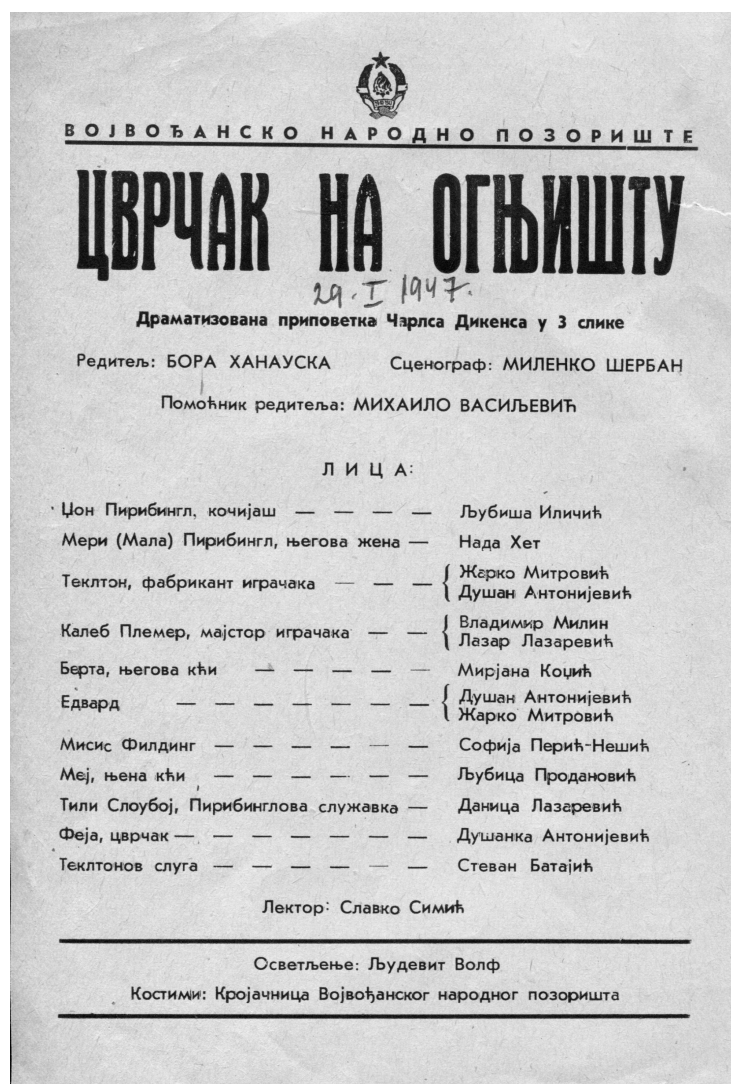 ВОЈВОЂАНСКО НАРОДНО ПОЗОРИШТЕ
ЦВРЧАК НА ОГЊИШТУ
29. I 1947.
Драматизована приповетка Чарлса Дикенса у 3 слике
Редитељ: БОРА ХАНАУСКА Сценограф: МИЛЕНКО ШЕРБАН
Помоћник редитеља: МИХАИЛО ВАСИЉЕВИЋ
ЛИЦА:
Џон Пирибингл, кочијаш — — — — Љубиша Иличић
Мери (Мала) Пирибингл, његова жена — Нада Хет
Теклтон, фабрикант играчака — — — { Жарко Митровић
Душан Антонијевић
Калеб Племер, мајстор играчака — — { Владимир Милин
Лазар Лазаревић
Берта, његова кћи — — — — — Мирјана Коџић
Едвард — — — — — — { Душан Антонијевић
Жарко Митровић
Мисис Филдинг — — — — — — Софија Перић-Нешић
Меј, њена кћи — — — — — — Љубица Продановић
Тили Слоубој, Пирибинглова служавка — Даница Лазаревић
Феја, цврчак — — — — — — — Душанка Антонијевић
Теклтонов слуга — — — — — — Стеван Батајић
Лектор: Славко Симић
Осветљење: Људевит Волф
Костими: Кројачница Војвођанског народног позоришта